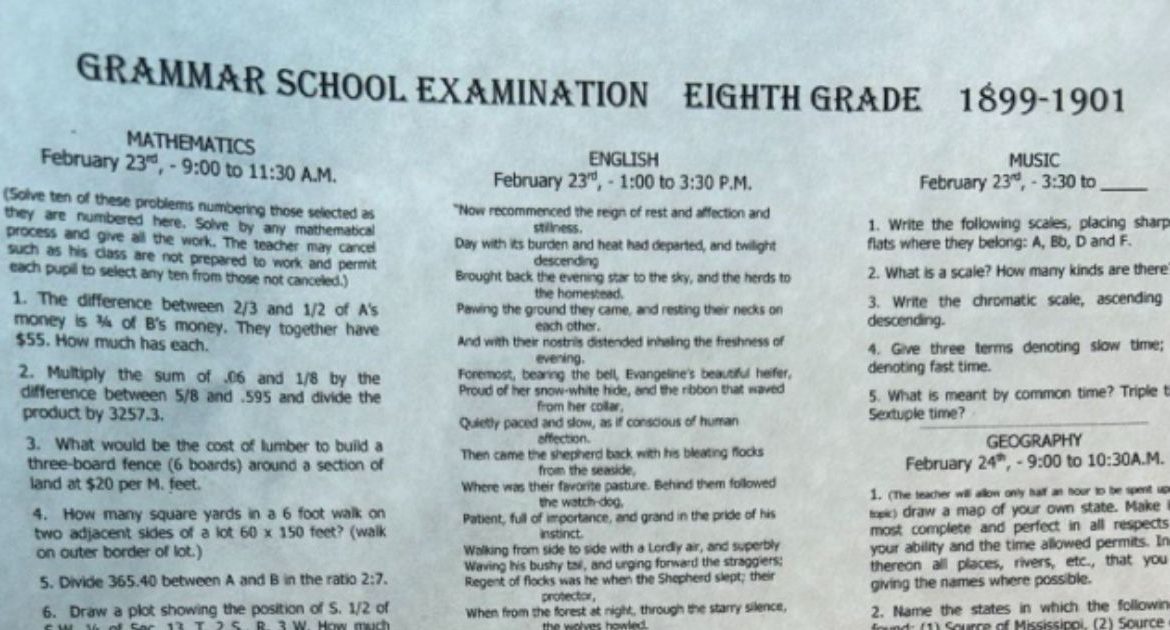 GRAMMAR SCHOOL EXAMINATION EIGHTH GRADE 1899-1901
MATHEMATICS
February 23rd, - 9:00 to 11:30 A.M.
(Solve ten of these problems numbering those selected as
they are numbered here. Solve by any mathematical
process and give all the work. The teacher may cancel
such as his class are not prepared to work and permit
each pupil to select any ten from those not canceled.)
1. The difference between 2/3 and 1/2 of A's
money is ¾ of B's money. They together have
$55. How much has each.
2. Multiply the sum of .06 and 1/8 by the
difference between 5/8 and .595 and divide the
product by 3257.3.
3. What would be the cost of lumber to build a
three-board fence (6 boards) around a section of
land at $20 per M. feet.
4. How many square yards in a 6 foot walk on
two adjacent sides of a lot 60 x 150 feet? (walk
on outer border of lot.)
5. Divide 365.40 between A and B in the ratio 2:7.
6. Draw a plot showing the position of S. 1/2 of
Sec. 13, T. 2 S., R. 3 W. How much
ENGLISH
February 23rd, - 1:00 to 3:30 P.M.
"Now recommenced the reign of rest and affection and
stillness.
Day with its burden and heat had departed, and twilight
descending
Brought back the evening star to the sky, and the herds to
the homestead.
Pawing the ground they came, and resting their necks on
each other,
And with their nostrils distended inhaling the freshness of
evening.
Foremost, bearing the bell, Evangeline's beautiful heifer,
Proud of her snow-white hide, and the ribbon that waved
from her collar,
Quietly paced and slow, as if conscious of human
affection.
Then came the shepherd back with his bleating flocks
from the seaside,
Where was their favorite pasture. Behind them followed
the watch-dog,
Patient, full of importance, and grand in the pride of his
instinct.
Walking from side to side with a Lordly air, and superbly
Waving his bushy tail, and urging forward the stragglers;
Regent of flocks was he when the Shepherd slept; their
protector,
When from the forest at night, through the starry silence,
the wolves howled.
MUSIC
February 23rd, - 3:30 to _____
1. Write the following scales, placing sharp
flats where they belong: A, Bb, D and F.
2. What is a scale? How many kinds are there?
3. Write the chromatic scale, ascending
descending.
4. Give three terms denoting slow time;
denoting fast time.
5. What is meant by common time? Triple
Sextuple time?
GEOGRAPHY
February 24th, - 9:00 to 10:30A.M.
1. (The teacher will allow only half an hour to be spent
topic) draw a map of your own state. Make
most complete and perfect in all respects
your ability and the time allowed permits. In
thereon all places, rivers, etc., that you
giving the names where possible.
2. Name the states in which the
found: (1) Source of Mississippi, (2) Source